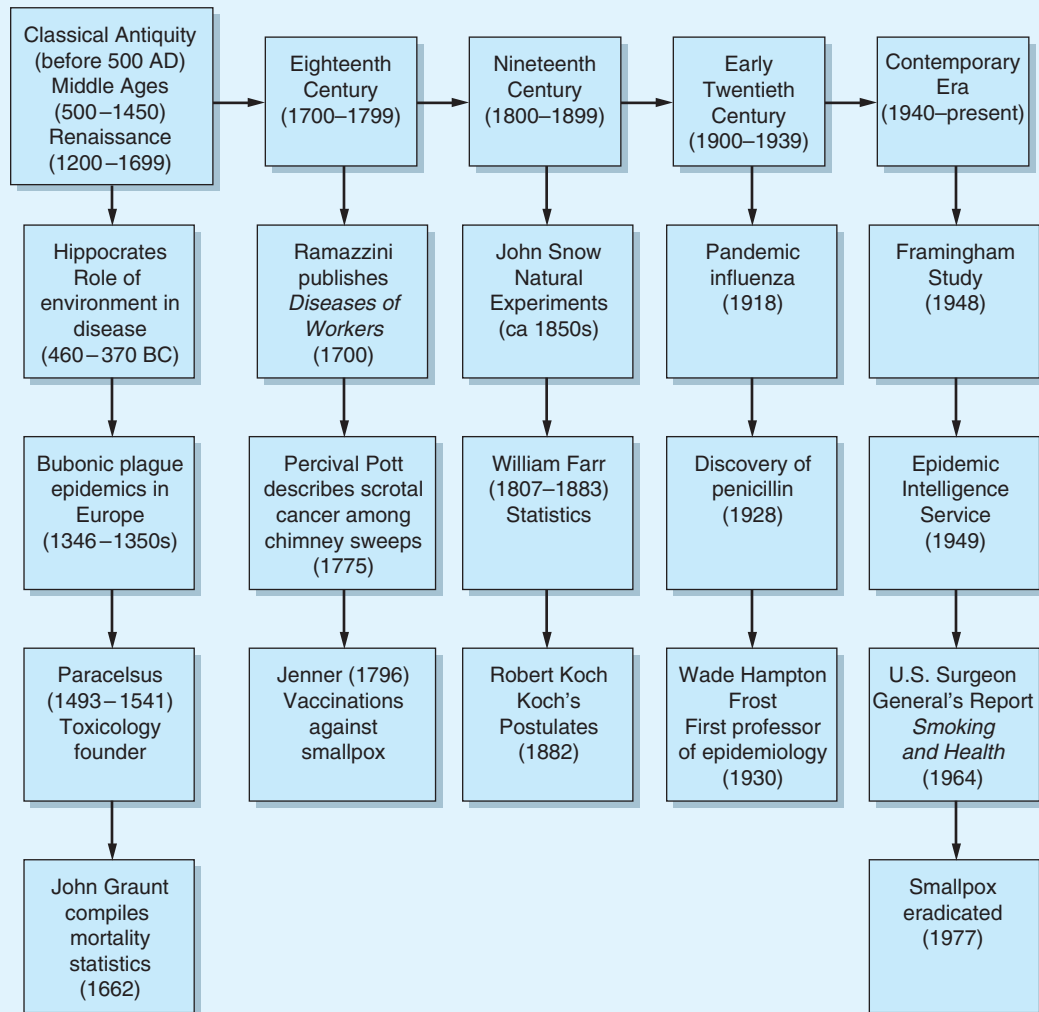 Classical Antiquity
(before 500 AD)
Middle Ages
(500–1450)
Renaissance
(1200–1699)
Eighteenth
Century
(1700–1799)
Nineteenth
Century
(1800–1899)
Early
Twentieth
Century
(1900–1939)
Contemporary
Era
(1940–present)
Hippocrates
Role of
environment in
disease
(460–370 BC)
Ramazzini
publishes
Diseases of
Workers
(1700)
John Snow
Natural
Experiments
(ca 1850s)
Pandemic
influenza
(1918)
Framingham
Study
(1948)
Bubonic plague
epidemics in
Europe
(1346–1350s)
Percival Pott
describes scrotal
cancer among
chimney sweeps
(1775)
William Farr
(1807–1883)
Statistics
Discovery of
penicillin
(1928)
Epidemic
Intelligence
Service
(1949)
Paracelsus
(1493–1541)
Toxicology
founder
Jenner (1796)
Vaccinations
against
smallpox
Robert Koch
Koch's
Postulates
(1882)
Wade Hampton
Frost
First professor
of epidemiology
(1930)
U.S. Surgeon
General's Report
Smoking
and Health
(1964)
John Graunt
compiles
mortality
statistics
(1662)
Smallpox
eradicated
(1977)